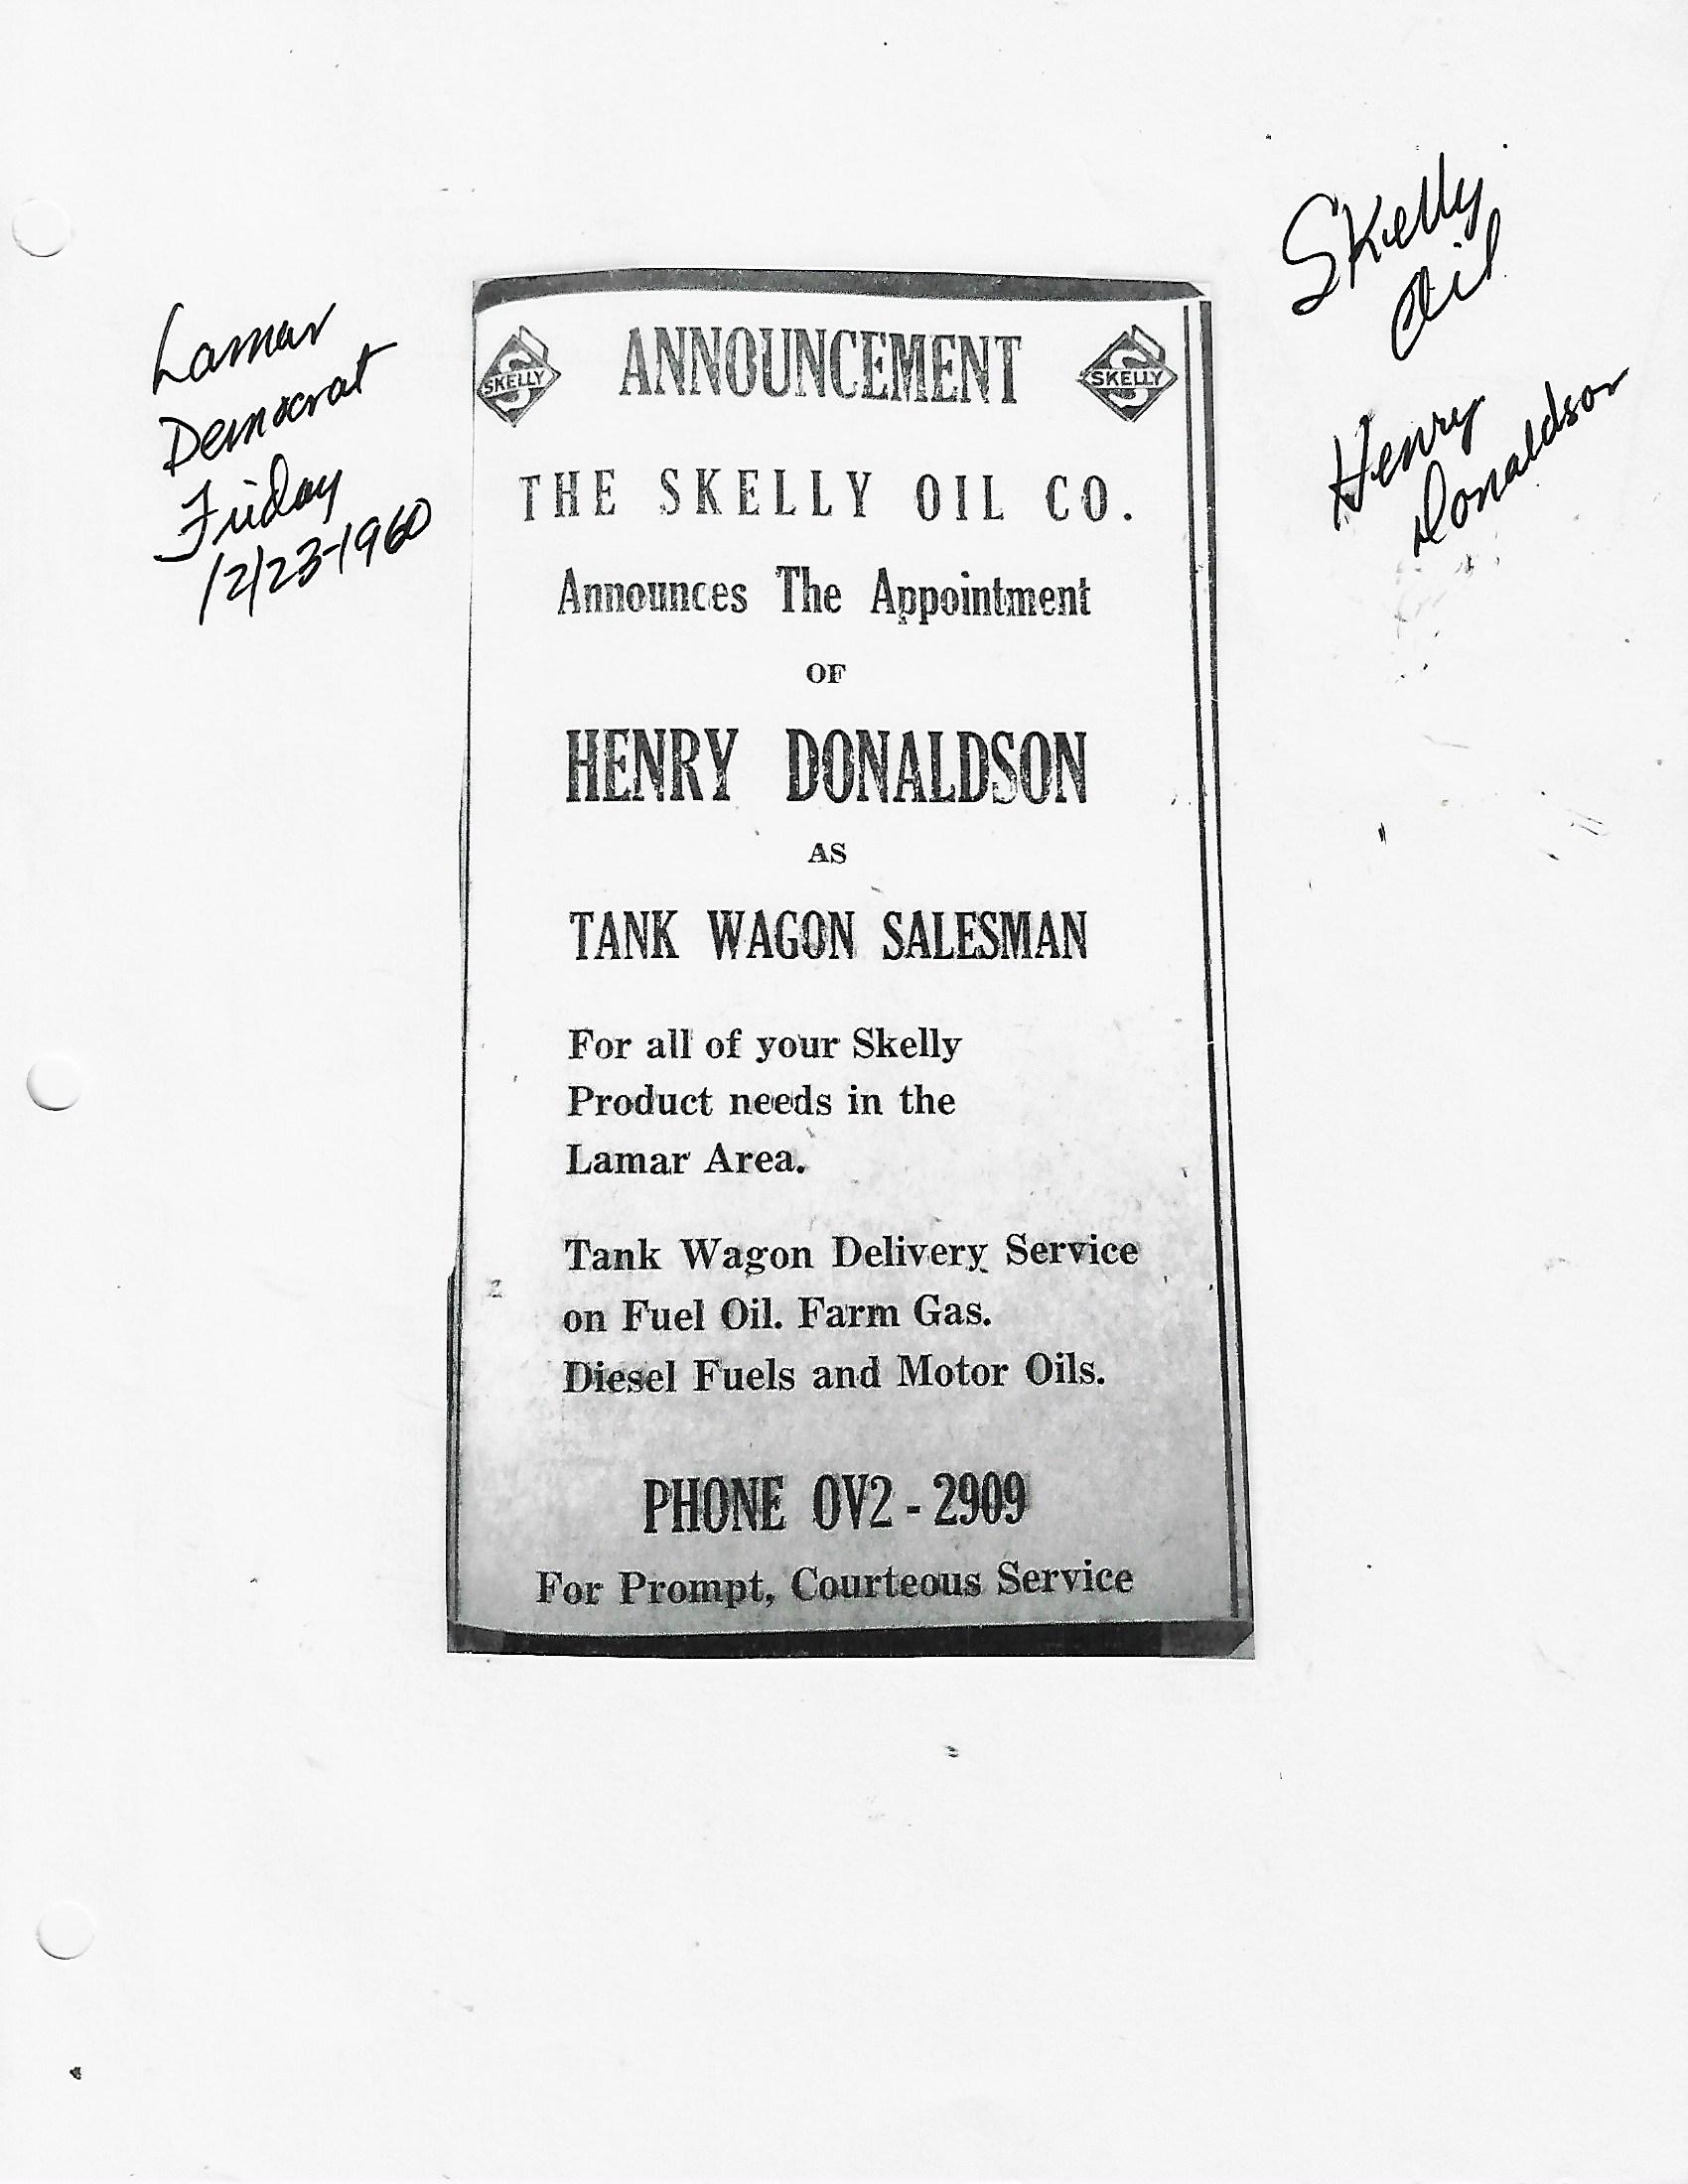 Lamar
Democrat
Friday
12/23-1960
Skelly
Oil
Henry
Donaldson
SKELLY
ANNOUNCEMENT
SKELLY
THE SKELLY OIL CO.
Announces The Appointment
OF
HENRY DONALDSON
AS
TANK WAGON SALESMAN
For all of your Skelly
Product needs in the
Lamar Area.
Tank Wagon Delivery Service
on Fuel Oil. Farm Gas.
Diesel Fuels and Motor Oils.
PHONE OV2-2909
For Prompt, Courteous Service